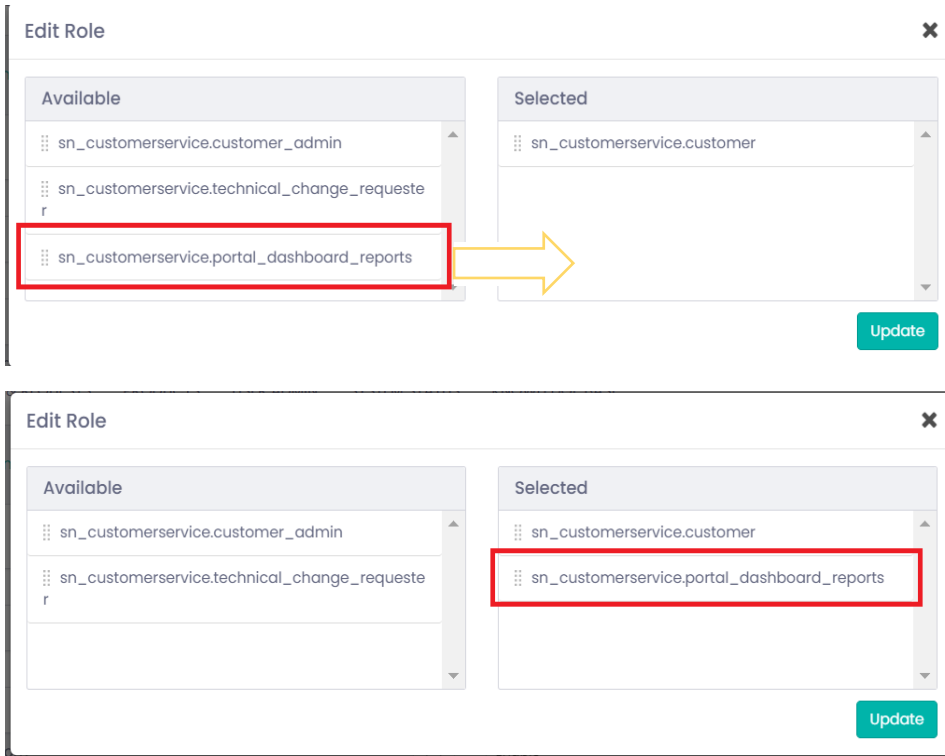 Edit Role
Available
Selected
sn_customerservice.customer_admin
sn_customerservice.customer
sn_customerservice.technical_change_requeste
r
sn_customerservice.portal_dashboard_reports
Update
Edit Role
Available
Selected
sn_customerservice.customer_admin
sn_customerservice.customer
sn_customerservice.technical_change_requeste
r
sn_customerservice.portal_dashboard_reports
Update